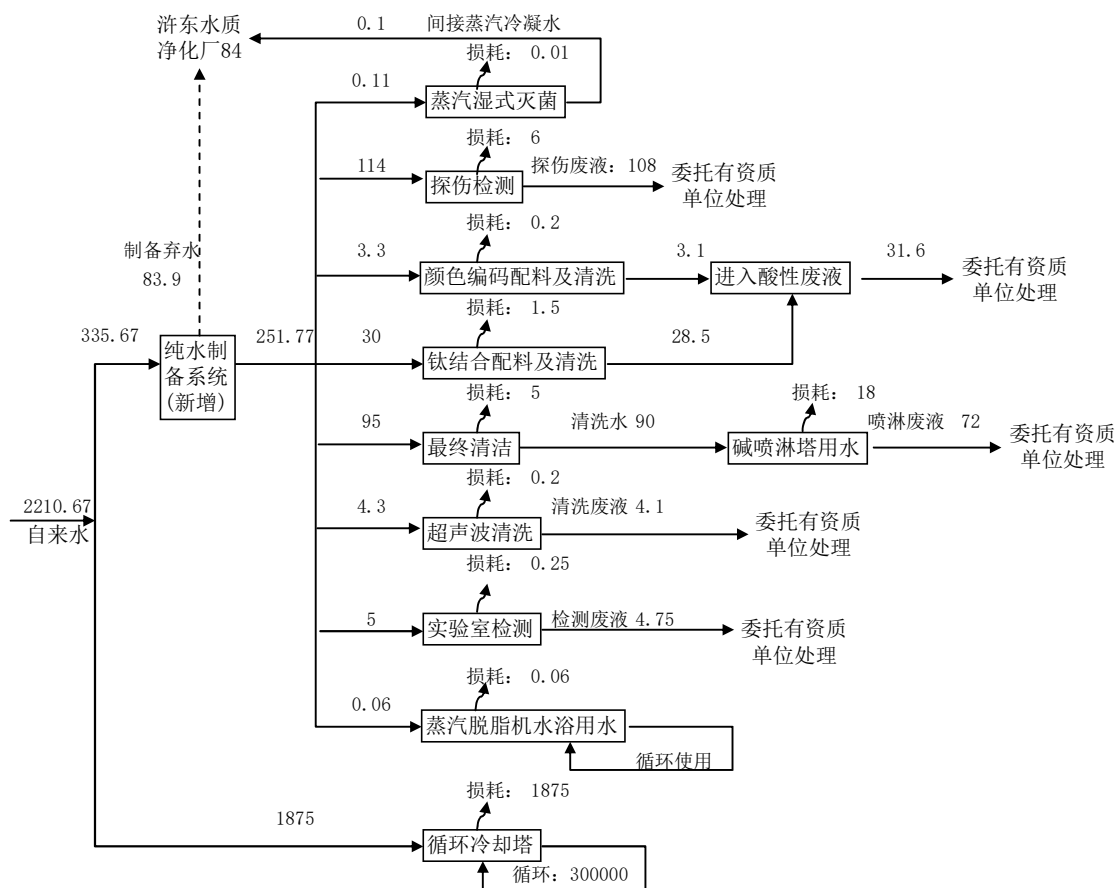 浒东水质
净化厂84
0.1
间接蒸汽冷凝水
损耗： 0.01
0.11
蒸汽湿式灭菌
损耗： 6
114
探伤检测
探伤废液：108
委托有资质
单位处理
损耗： 0.2
制备弃水
83.9
3.3
颜色编码配料及清洗
3.1
进入酸性废液
31.6
委托有资质
单位处理
损耗： 1.5
335.67
纯水制
备系统
(新增)
251.77
30
钛结合配料及清洗
28.5
损耗： 5
95
最终清洁
清洗水 90
损耗： 18
碱喷淋塔用水
喷淋废液 72
委托有资质
单位处理
损耗： 0.2
2210.67
自来水
4.3
超声波清洗
清洗废液 4.1
委托有资质
单位处理
损耗： 0.25
5
实验室检测
检测废液 4.75
委托有资质
单位处理
损耗： 0.06
0.06
蒸汽脱脂机水浴用水
循环使用
损耗： 1875
1875
循环冷却塔
循环：300000